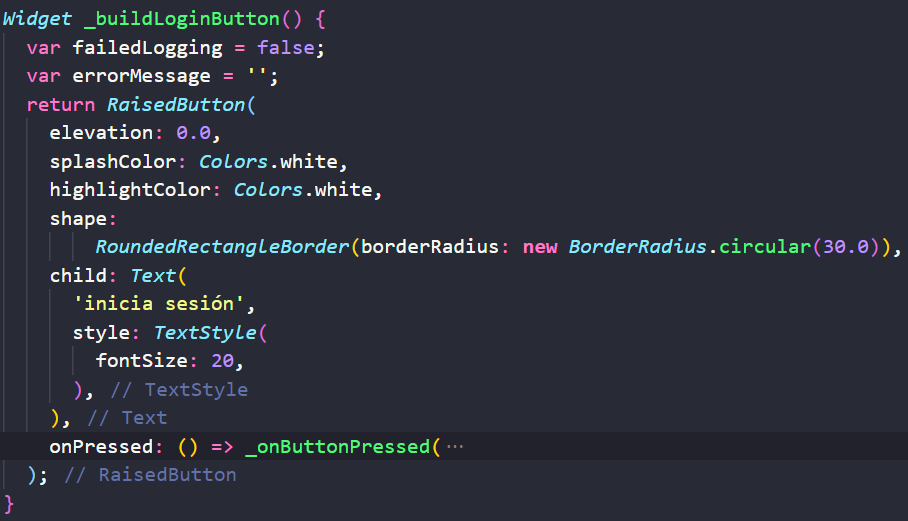 Widget _buildLoginButton() {
  var failedLogging = false;
  var errorMessage = '';
  return RaisedButton(
    elevation: 0.0,
    splashColor: Colors.white,
    highlightColor: Colors.white,
    shape:
        RoundedRectangleBorder(borderRadius: new BorderRadius.circular(30.0)),
    child: Text(
      'inicia sesión',
      style: TextStyle(
        fontSize: 20,
      ), // TextStyle
    ), // Text
    onPressed: () => _onButtonPressed(···
  ); // RaisedButton
}